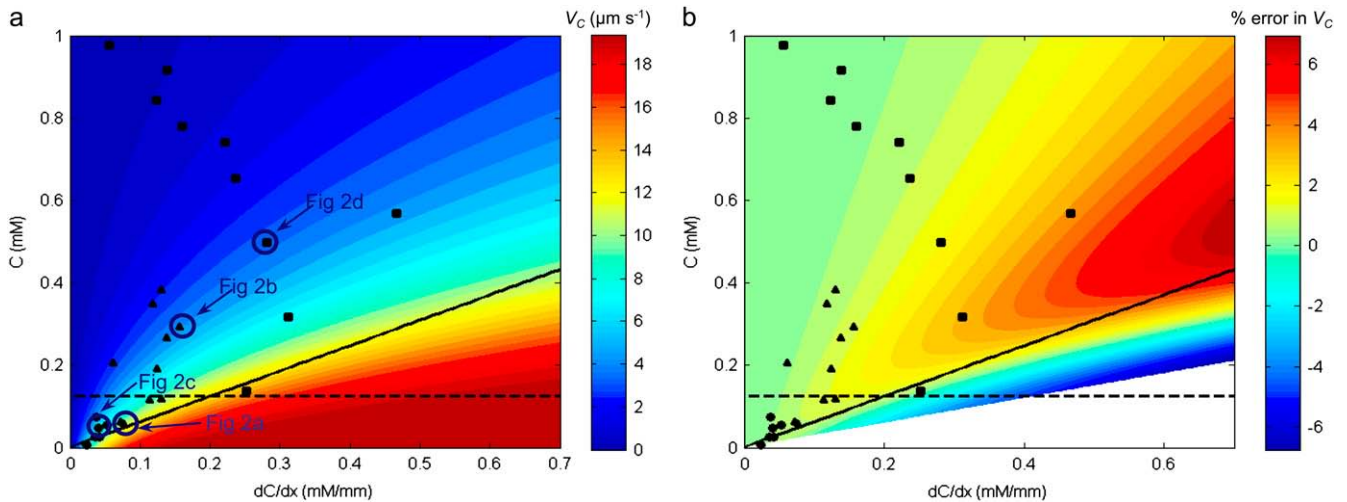 a
V_C (µm s⁻¹)
b
% error in V_C
1
0.8
0.6
0.4
0.2
0
C (mM)
Fig 2d
Fig 2b
Fig 2c
Fig 2a
0 0.1 0.2 0.3 0.4 0.5 0.6 0.7
dC/dx (mM/mm)
18
16
14
12
10
8
6
4
2
0
1
0.8
0.6
0.4
0.2
0
C (mM)
0 0.2 0.4 0.6
dC/dx (mM/mm)
6
4
2
0
-2
-4
-6